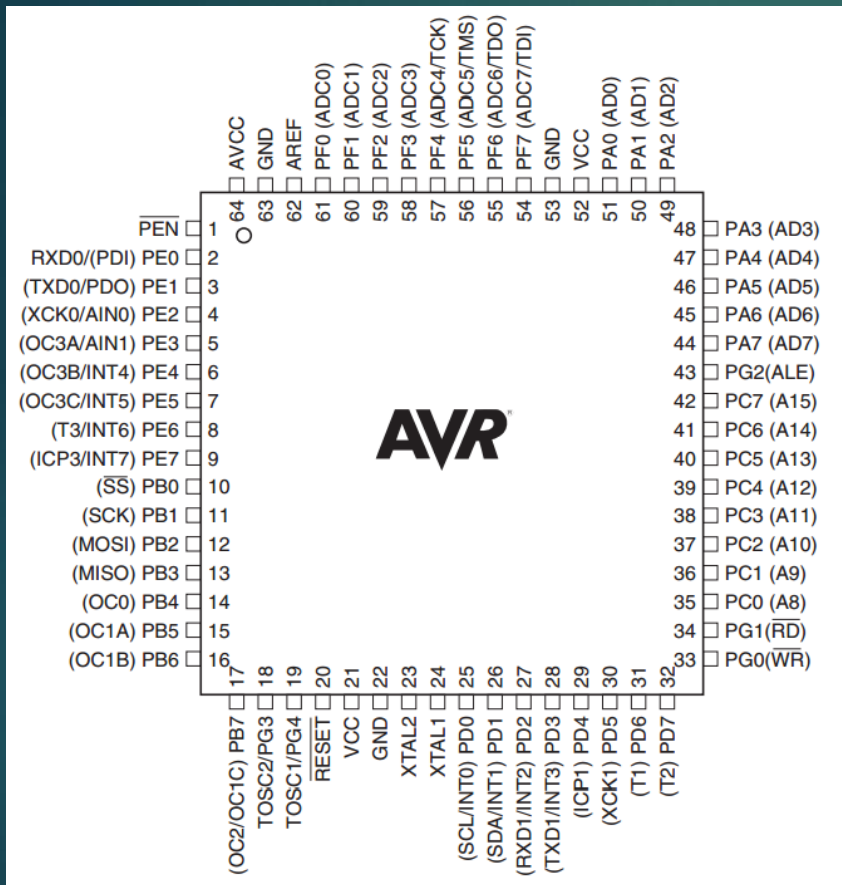 AVCC
GND
AREF
PF0 (ADC0)
PF1 (ADC1)
PF2 (ADC2)
PF3 (ADC3)
PF4 (ADC4/TCK)
PF5 (ADC5/TMS)
PF6 (ADC6/TDO)
PF7 (ADC7/TDI)
GND
VCC
PA0 (AD0)
PA1 (AD1)
PA2 (AD2)
64
63
62
61
60
59
58
57
56
55
54
53
52
51
50
49
PEN 1
RXD0/(PDI) PE0 2
(TXD0/PDO) PE1 3
(XCK0/AIN0) PE2 4
(OC3A/AIN1) PE3 5
(OC3B/INT4) PE4 6
(OC3C/INT5) PE5 7
(T3/INT6) PE6 8
(ICP3/INT7) PE7 9
(SS) PB0 10
(SCK) PB1 11
(MOSI) PB2 12
(MISO) PB3 13
(OC0) PB4 14
(OC1A) PB5 15
(OC1B) PB6 16
AVR
48 PA3 (AD3)
47 PA4 (AD4)
46 PA5 (AD5)
45 PA6 (AD6)
44 PA7 (AD7)
43 PG2(ALE)
42 PC7 (A15)
41 PC6 (A14)
40 PC5 (A13)
39 PC4 (A12)
38 PC3 (A11)
37 PC2 (A10)
36 PC1 (A9)
35 PC0 (A8)
34 PG1(RD)
33 PG0(WR)
17
18
19
20
21
22
23
24
25
26
27
28
29
30
31
32
(OC2/OC1C) PB7
TOSC2/PG3
TOSC1/PG4
RESET
VCC
GND
XTAL2
XTAL1
(SCL/INT0) PD0
(SDA/INT1) PD1
(RXD1/INT2) PD2
(TXD1/INT3) PD3
(ICP1) PD4
(XCK1) PD5
(T1) PD6
(T2) PD7